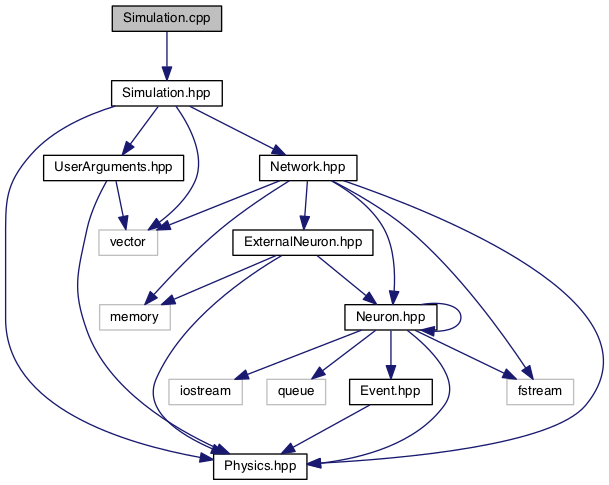 Simulation.cpp
Simulation.hpp
UserArguments.hpp
Network.hpp
vector
ExternalNeuron.hpp
memory
Neuron.hpp
iostream
queue
Event.hpp
fstream
Physics.hpp